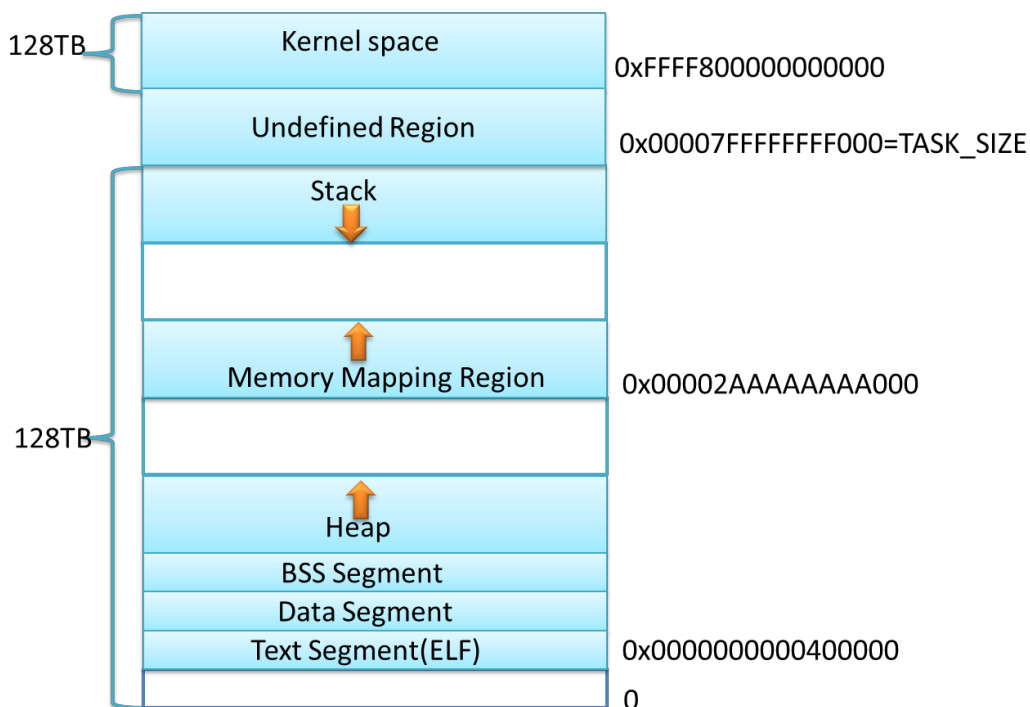 Kernel space
128TB
0xFFFF800000000000
Undefined Region
0x00007FFFFFFFF000=TASK_SIZE
Stack
Memory Mapping Region
0x00002AAAAAAAA000
128TB
Heap
BSS Segment
Data Segment
Text Segment(ELF)
0x0000000000400000
0